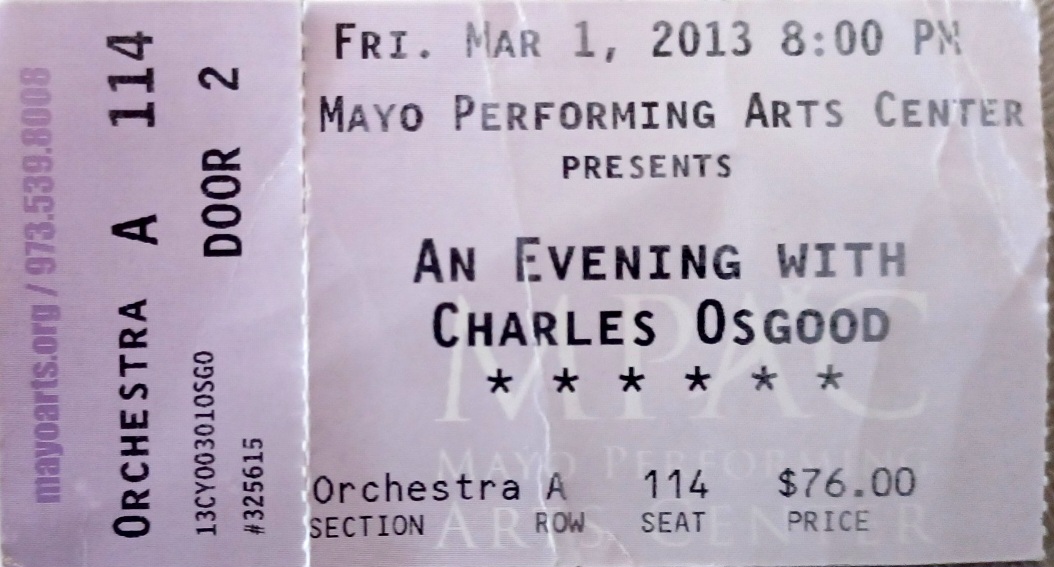 mayoarts.org / 973.539.8008
ORCHESTRA A 114
DOOR 2
13CY003010SGO
#325615
FRI. MAR 1, 2013 8:00 PM
MAYO PERFORMING ARTS CENTER
PRESENTS
AN EVENING WITH
CHARLES OSGOOD
* * * * * *
MPAC
MAYO PERFORMING
ARTS CENTER
Orchestra A 114 $76.00
SECTION ROW SEAT PRICE